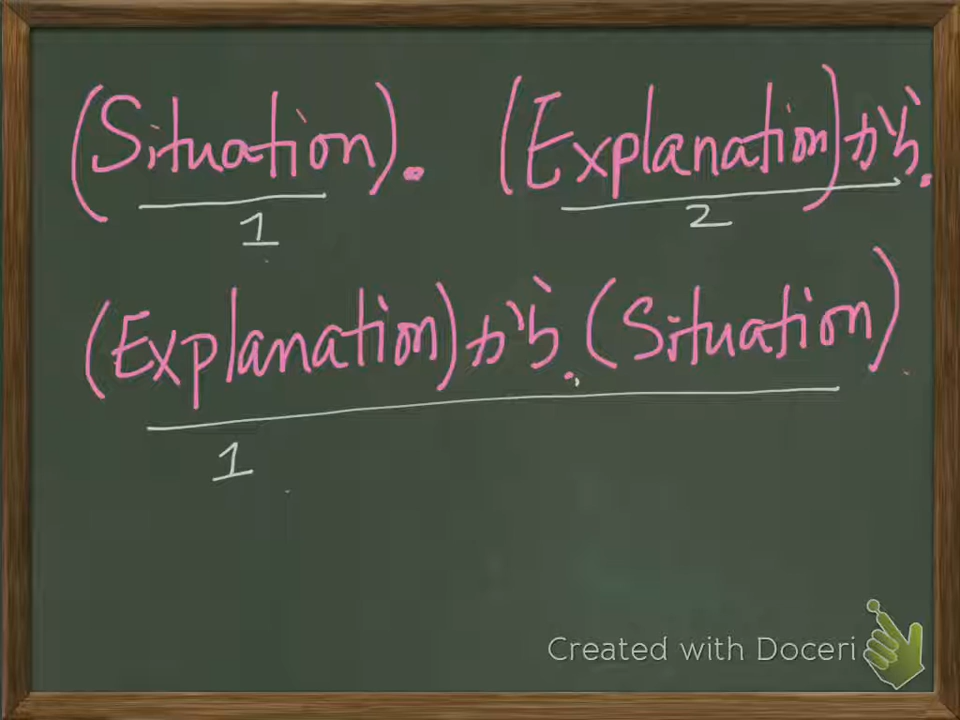 (Situation). (Explanation)から.
1 2
(Explanation)から, (Situation).
1
Created with Doceri